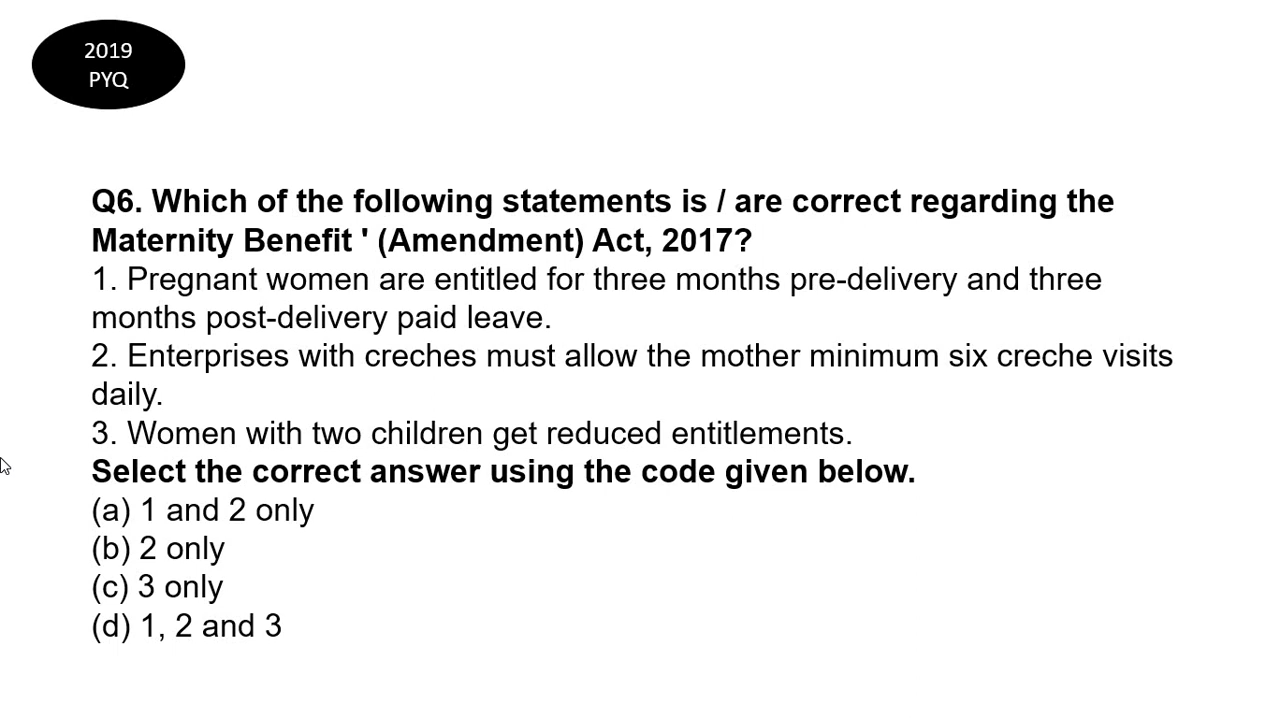 2019
PYQ
Q6. Which of the following statements is / are correct regarding the
Maternity Benefit ' (Amendment) Act, 2017?
1. Pregnant women are entitled for three months pre-delivery and three
months post-delivery paid leave.
2. Enterprises with creches must allow the mother minimum six creche visits
daily.
3. Women with two children get reduced entitlements.
Select the correct answer using the code given below.
(a) 1 and 2 only
(b) 2 only
(c) 3 only
(d) 1, 2 and 3